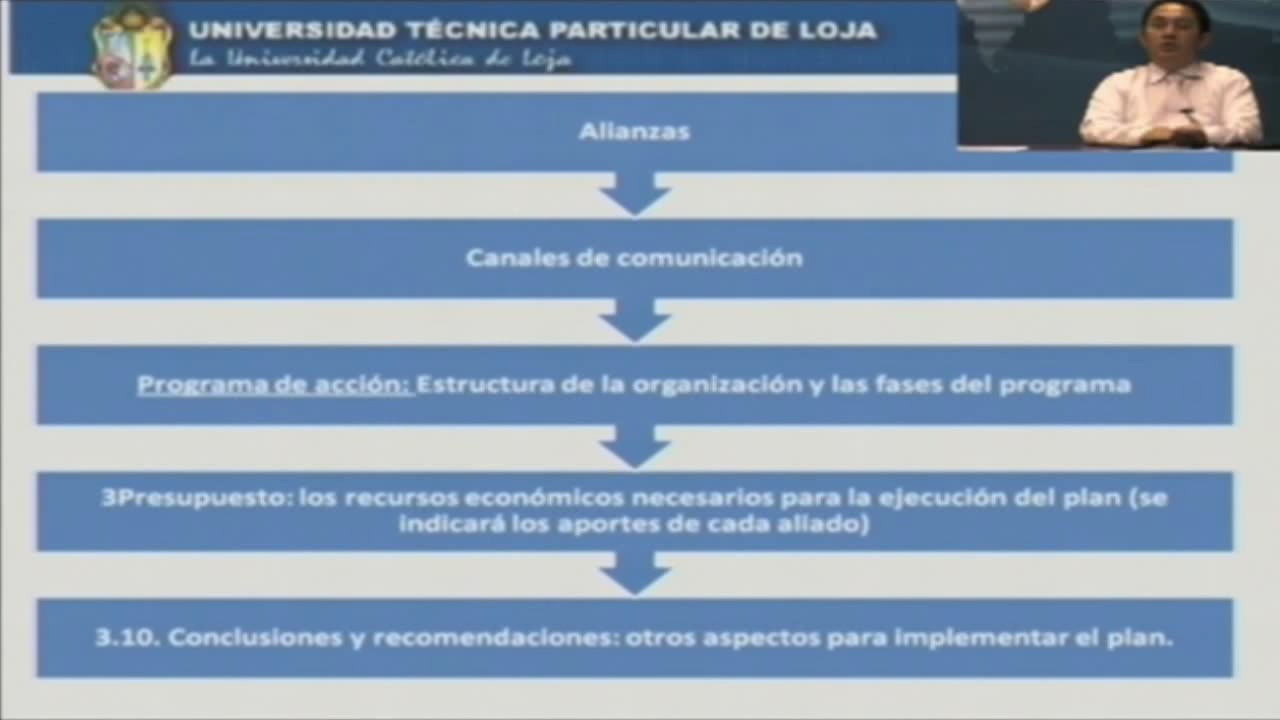 UNIVERSIDAD TÉCNICA PARTICULAR DE LOJA
La Universidad Católica de Loja
Alianzas
Canales de comunicación
Programa de acción: Estructura de la organización y las fases del programa
3Presupuesto: los recursos económicos necesarios para la ejecución del plan (se
indicará los aportes de cada aliado)
3.10. Conclusiones y recomendaciones: otros aspectos para implementar el plan.